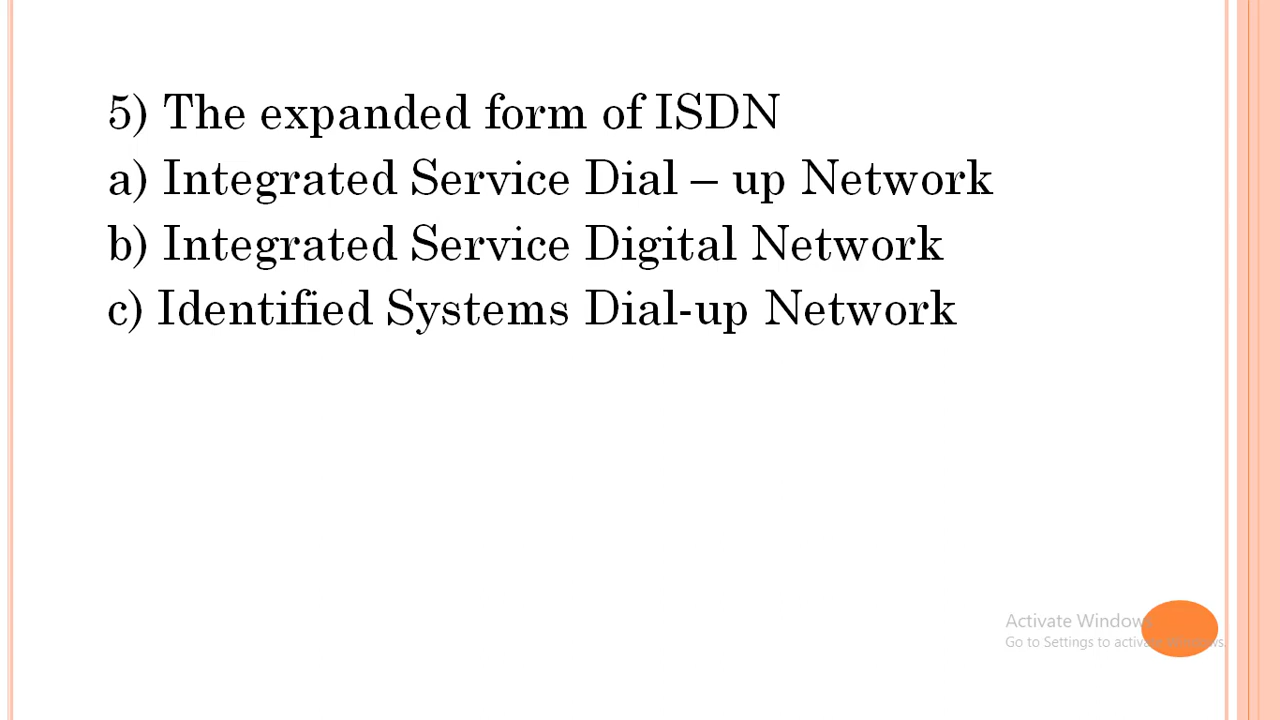 5) The expanded form of ISDN
a) Integrated Service Dial – up Network
b) Integrated Service Digital Network
c) Identified Systems Dial-up Network
Activate Windows
Go to Settings to activate Windows.